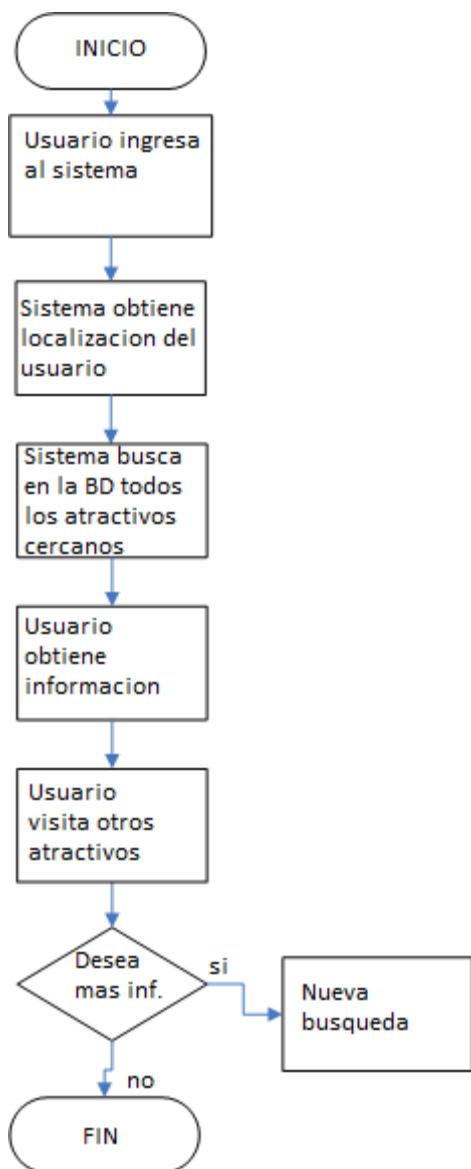 INICIO
Usuario ingresa
al sistema
Sistema obtiene
localizacion del
usuario
Sistema busca
en la BD todos
los atractivos
cercanos
Usuario
obtiene
informacion
Usuario
visita otros
atractivos
Desea
mas inf.
si
Nueva
busqueda
no
FIN